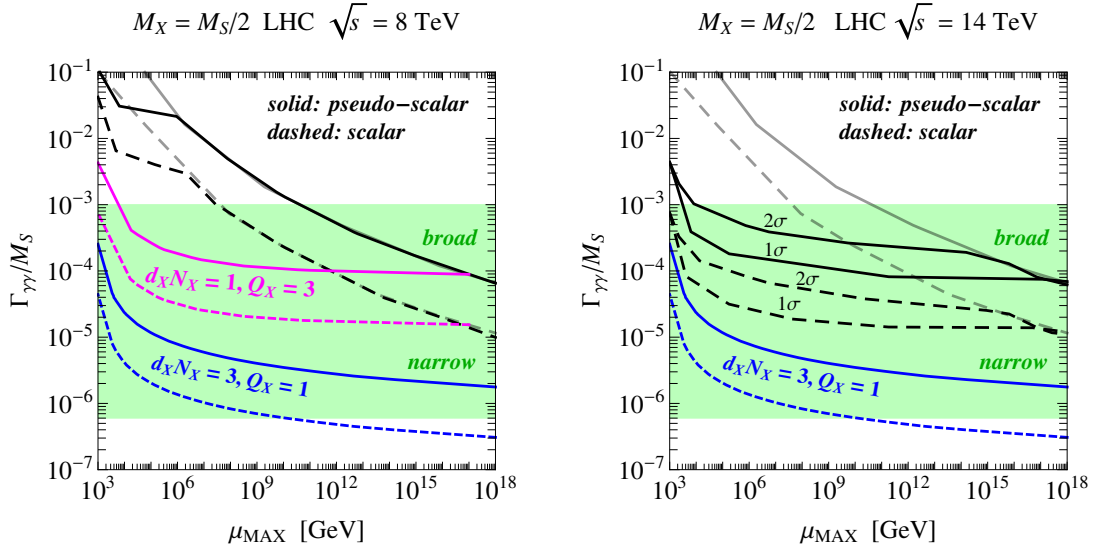 M_X = M_S/2 LHC √s = 8 TeV
10^-1
10^-2
10^-3
10^-4
10^-5
10^-6
10^-7
Γ_γγ/M_S
solid: pseudo-scalar
dashed: scalar
broad
d_X N_X = 1, Q_X = 3
narrow
d_X N_X = 3, Q_X = 1
10^3 10^6 10^9 10^12 10^15 10^18
μ_MAX [GeV]
M_X = M_S/2 LHC √s = 14 TeV
10^-1
10^-2
10^-3
10^-4
10^-5
10^-6
10^-7
Γ_γγ/M_S
solid: pseudo-scalar
dashed: scalar
2σ
broad
1σ
2σ
1σ
narrow
d_X N_X = 3, Q_X = 1
10^3 10^6 10^9 10^12 10^15 10^18
μ_MAX [GeV]